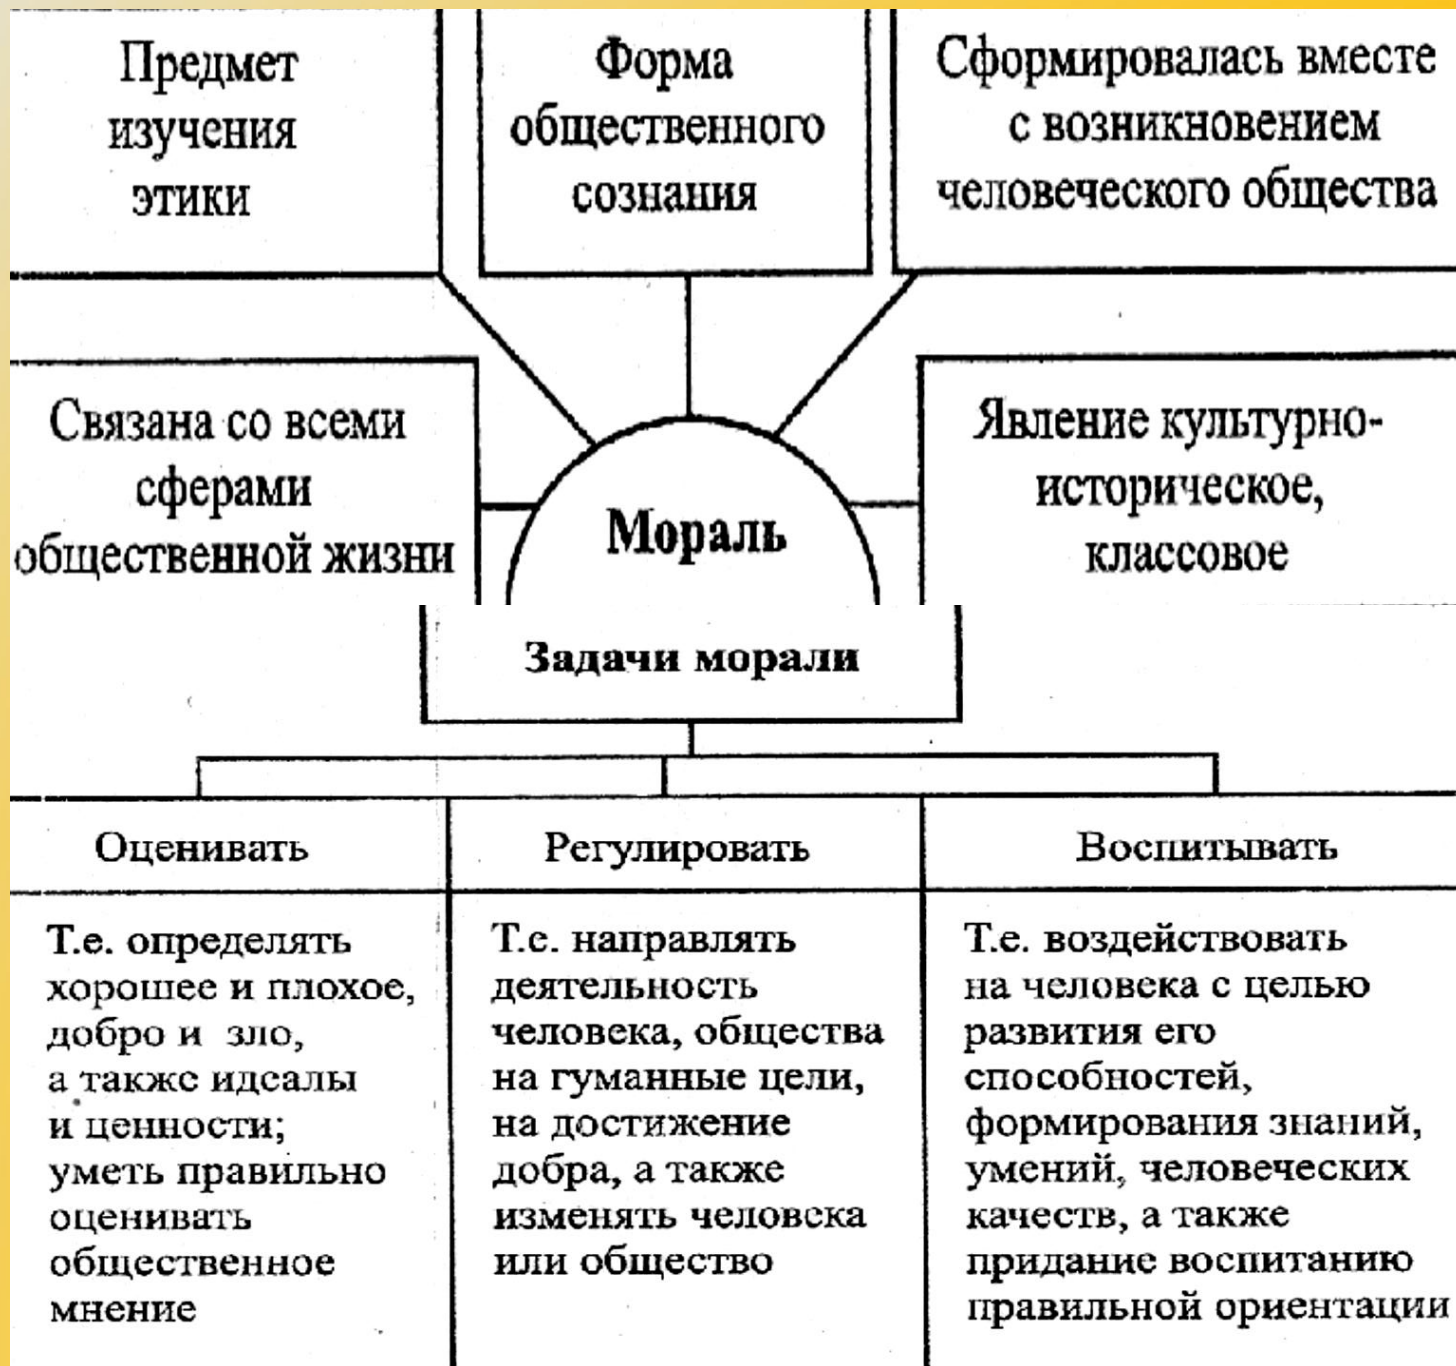 Предмет
изучения
этики
Форма
общественного
сознания
Сформировалась вместе
с возникновением
человеческого общества
Связана со всеми
сферами
общественной жизни
Мораль
Явление культурно-
историческое,
классовое
Задачи морали
Оценивать
Регулировать
Воспитывать
Т.е. определять
хорошее и плохое,
добро и зло,
а также идеалы
и ценности;
уметь правильно
оценивать
общественное
мнение
Т.е. направлять
деятельность
человека, общества
на гуманные цели,
на достижение
добра, а также
изменять человека
или общество
Т.е. воздействовать
на человека с целью
развития его
способностей,
формирования знаний,
умений, человеческих
качеств, а также
придание воспитанию
правильной ориентации